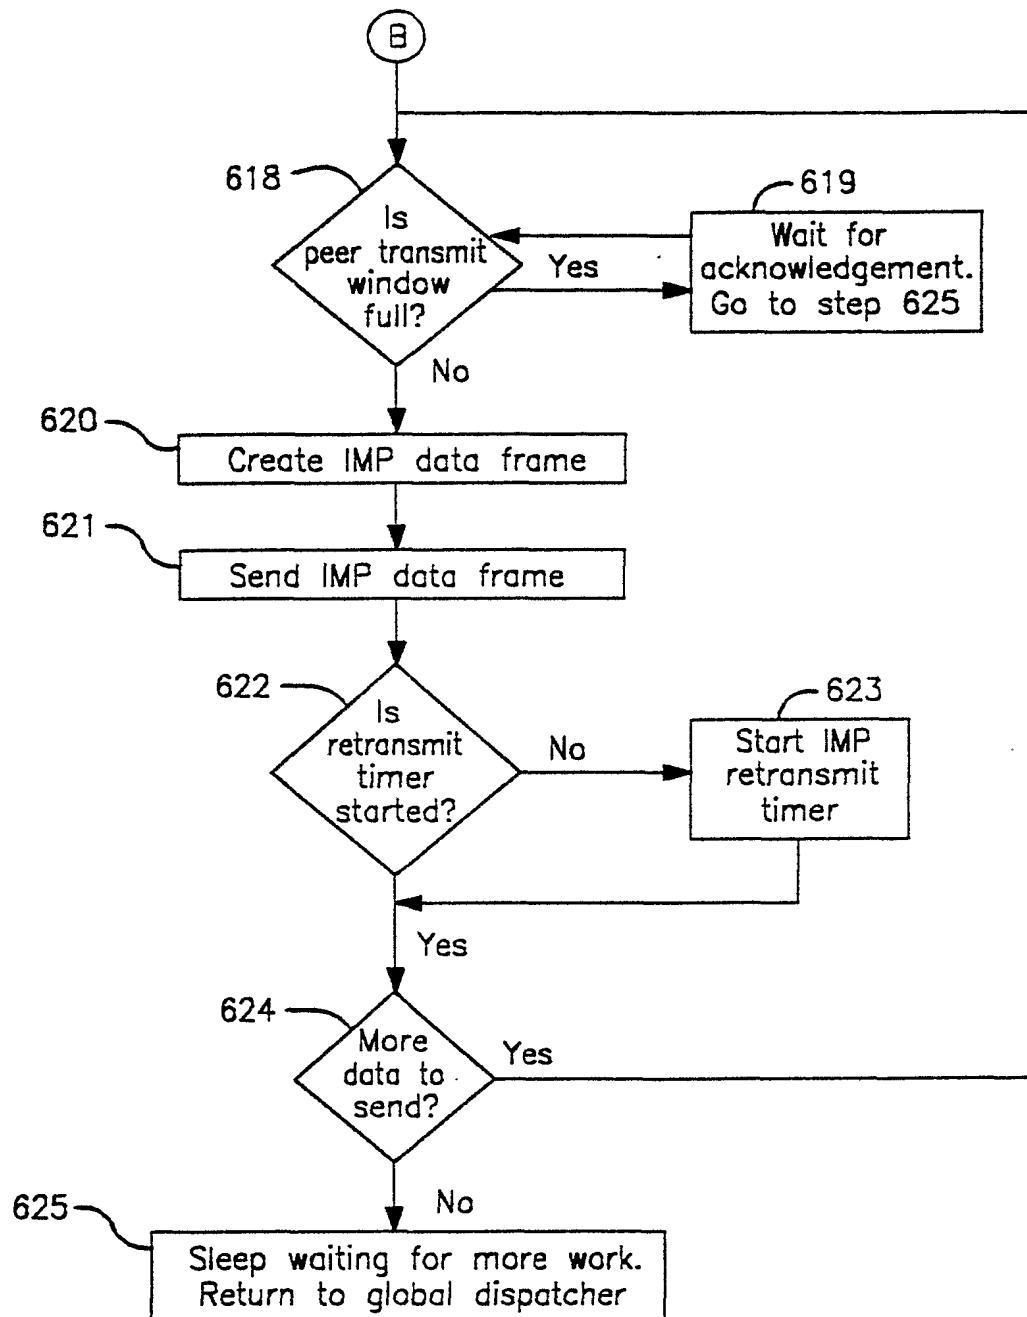 B
618
Is
peer transmit
window
full?
Yes
No
619
Wait for
acknowledgement.
Go to step 625
620
Create IMP data frame
621
Send IMP data frame
622
Is
retransmit
timer
started?
No
Yes
623
Start IMP
retransmit
timer
624
More
data to
send?
Yes
No
625
Sleep waiting for more work.
Return to global dispatcher